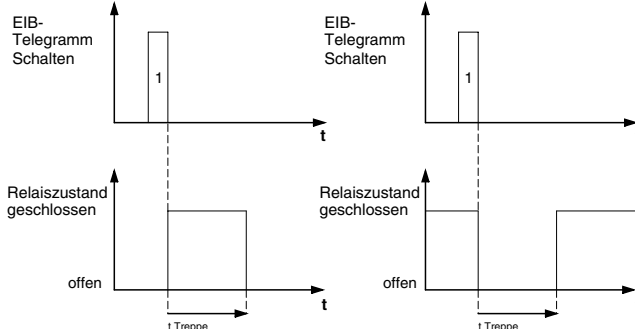 EIB-
Telegramm
Schalten
1
t
Relaiszustand
geschlossen
offen
t
t Treppe
EIB-
Telegramm
Schalten
1
Relaiszustand
geschlossen
offen
t Treppe